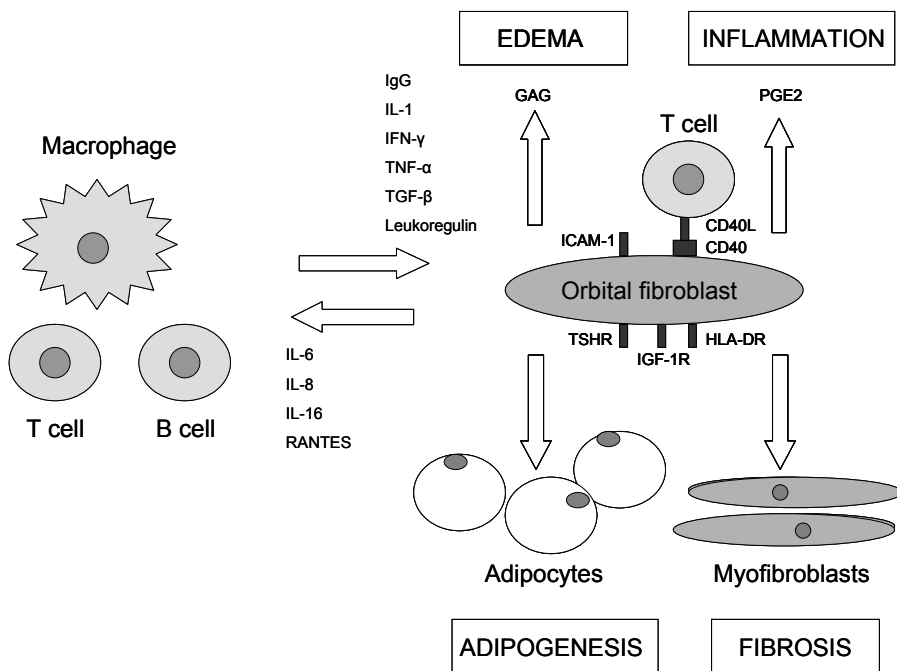 EDEMA
INFLAMMATION
IgG
IL-1
IFN-γ
TNF-α
TGF-β
Leukoregulin
GAG
PGE2
T cell
Macrophage
CD40L
CD40
ICAM-1
Orbital fibroblast
TSHR
IGF-1R
HLA-DR
IL-6
IL-8
IL-16
RANTES
T cell
B cell
Adipocytes
Myofibroblasts
ADIPOGENESIS
FIBROSIS